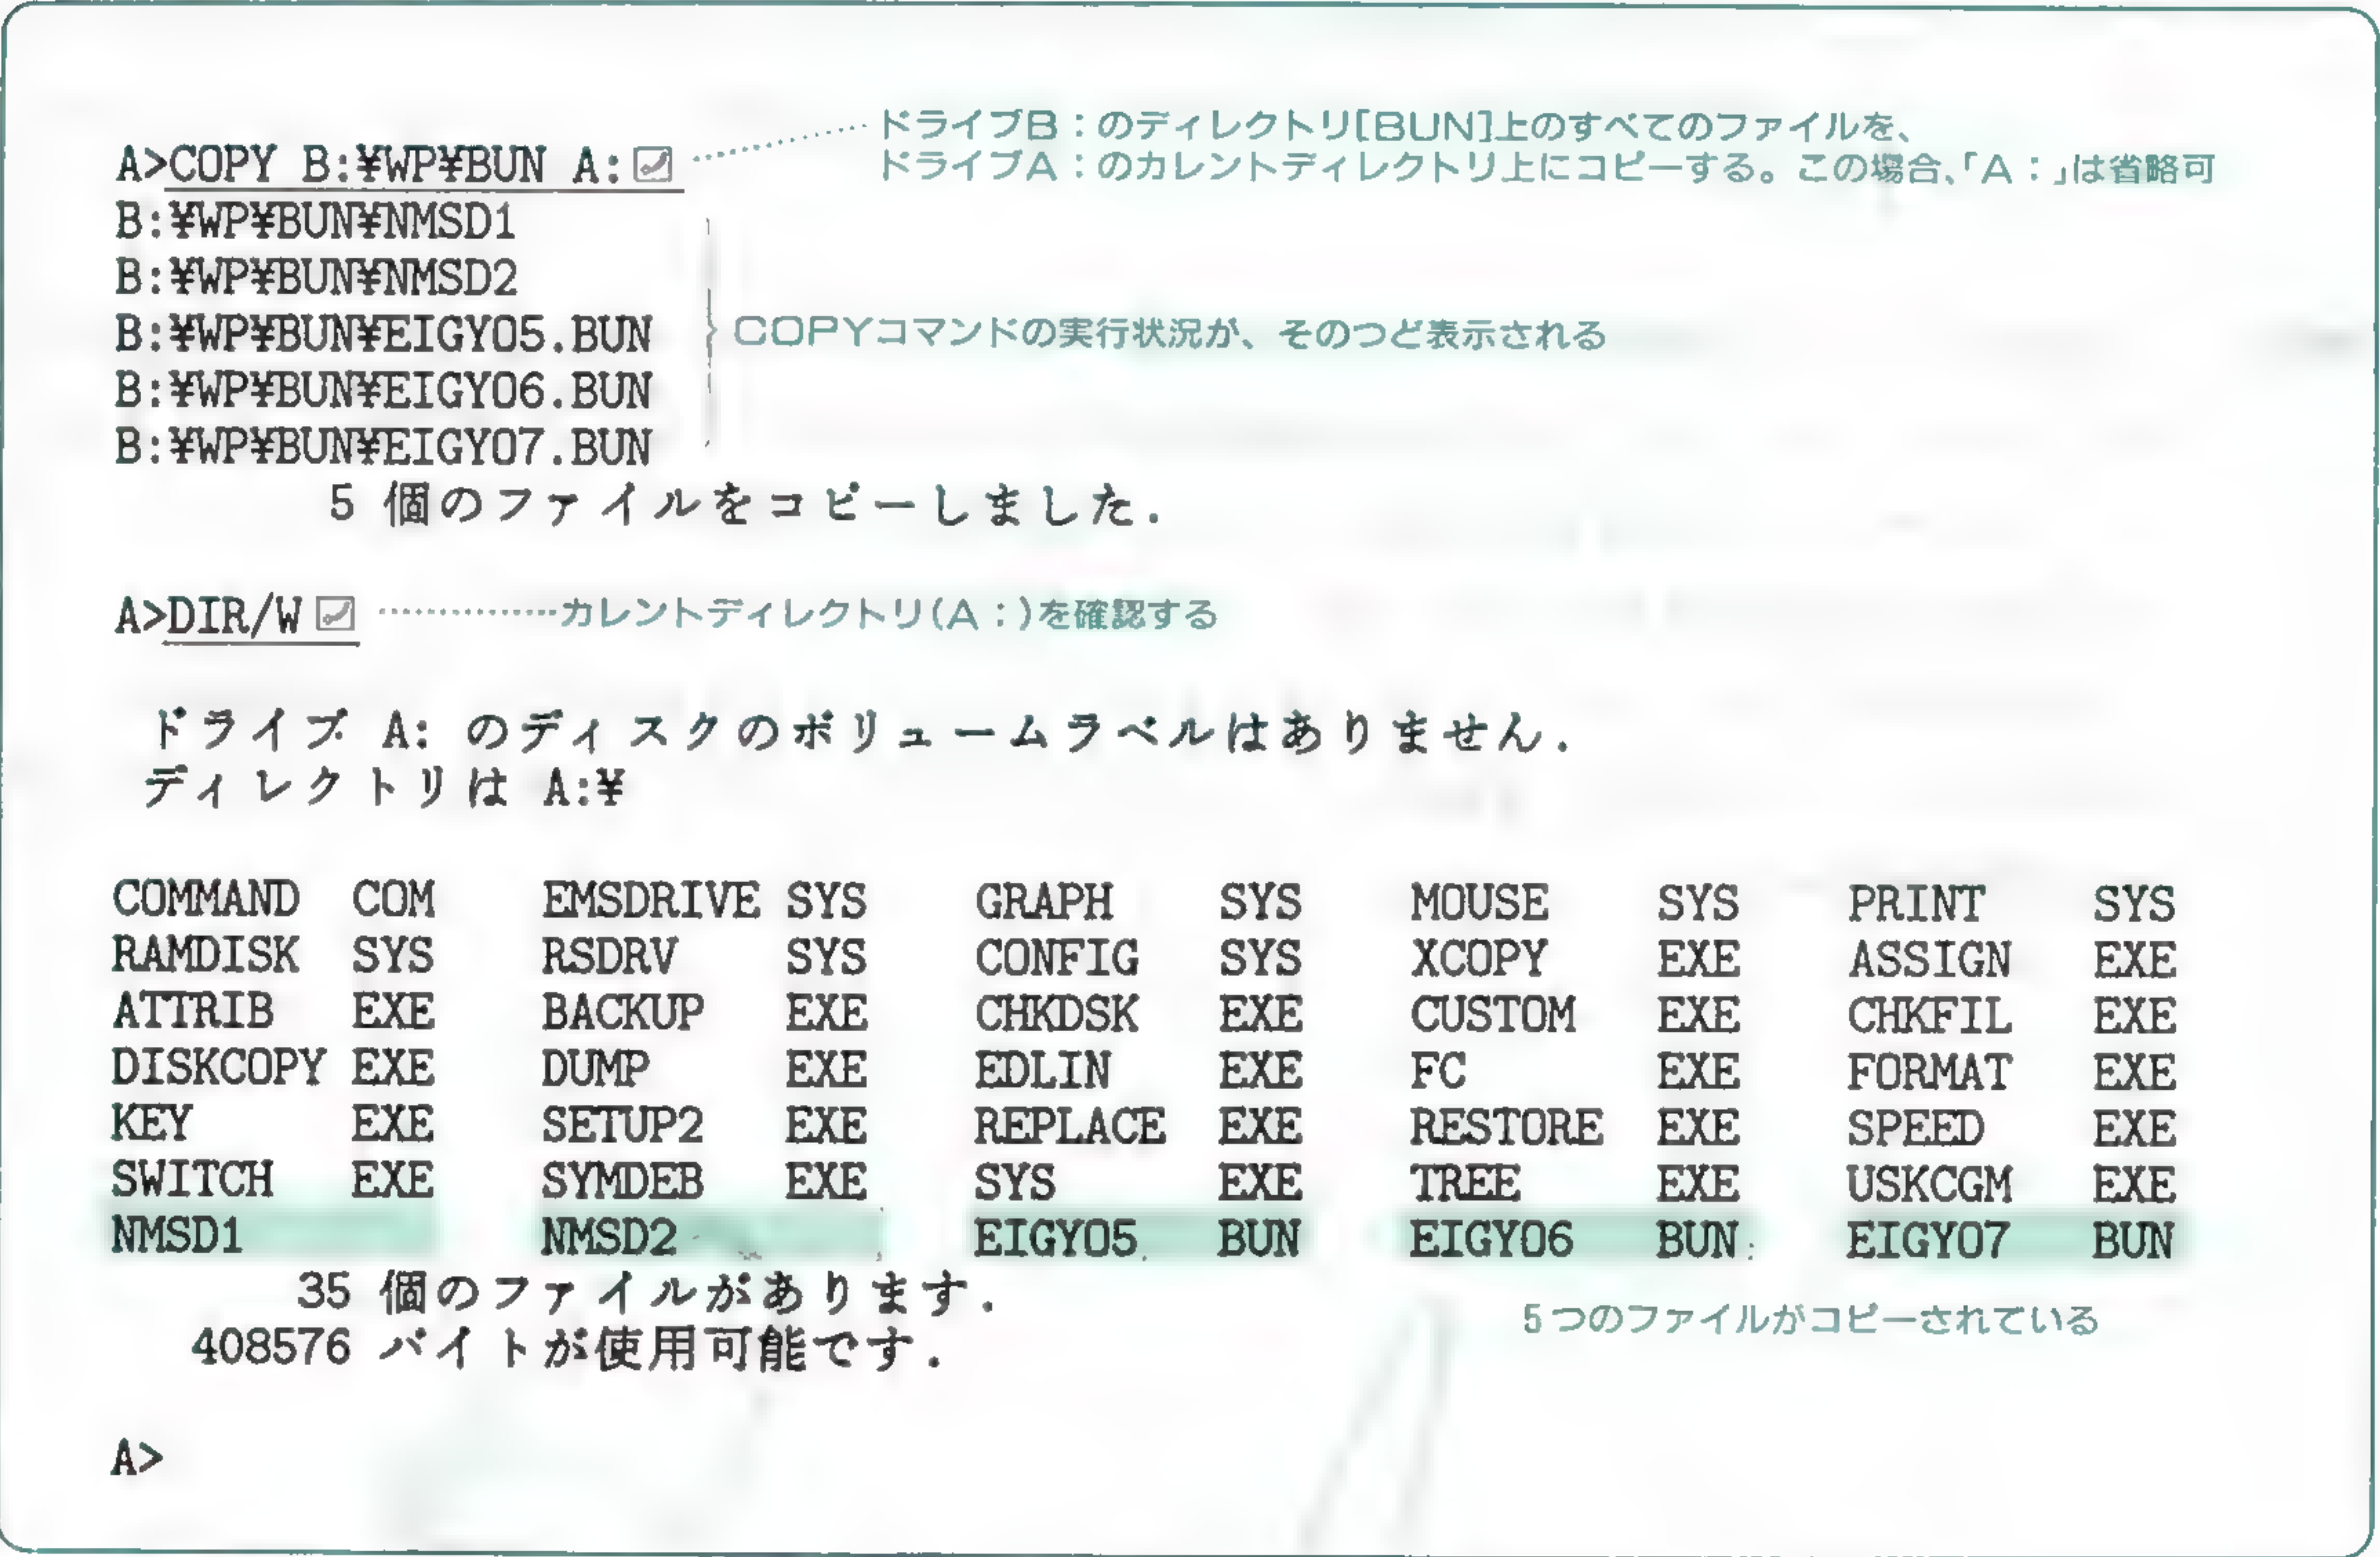 A>COPY B:¥WP¥BUN A:
ドライブB：のディレクトリ[BUN]上のすべてのファイルを、
ドライブA：のカレントディレクトリ上にコピーする。この場合、「A：」は省略可
B:¥WP¥BUN¥NMSD1
B:¥WP¥BUN¥NMSD2
B:¥WP¥BUN¥EIGYO5.BUN
COPYコマンドの実行状況が、そのつど表示される
B:¥WP¥BUN¥EIGYO6.BUN
B:¥WP¥BUN¥EIGYO7.BUN
5 個のファイルをコピーしました.
A>DIR/W
カレントディレクトリ(A：)を確認する
ドライブ A: のディスクのボリュームラベルはありません.
ディレクトリは A:¥
COMMAND COM EMSDRIVE SYS GRAPH SYS MOUSE SYS PRINT SYS
RAMDISK SYS RSDRV SYS CONFIG SYS XCOPY EXE ASSIGN EXE
ATTRIB EXE BACKUP EXE CHKDSK EXE CUSTOM EXE CHKFIL EXE
DISKCOPY EXE DUMP EXE EDLIN EXE FC EXE FORMAT EXE
KEY EXE SETUP2 EXE REPLACE EXE RESTORE EXE SPEED EXE
SWITCH EXE SYMDEB EXE SYS EXE TREE EXE USKCGM EXE
NMSD1 NMSD2 EIGYO5 BUN EIGYO6 BUN EIGYO7 BUN
35 個のファイルがあります.
5つのファイルがコピーされている
408576 バイトが使用可能です.
A>